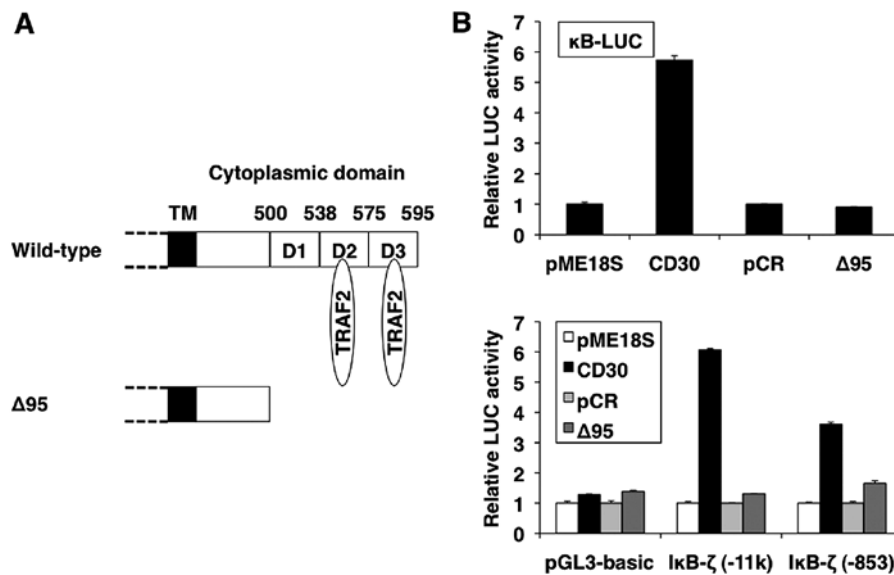 A
Cytoplasmic domain
TM 500 538 575 595
Wild-type D1 D2 D3
TRAF2 TRAF2
Δ95
B
κB-LUC
Relative LUC activity
7
6
5
4
3
2
1
0
pME18S CD30 pCR Δ95
Relative LUC activity
7
6
5
4
3
2
1
0
pME18S
CD30
pCR
Δ95
pGL3-basic IκB-ζ (-11k) IκB-ζ (-853)